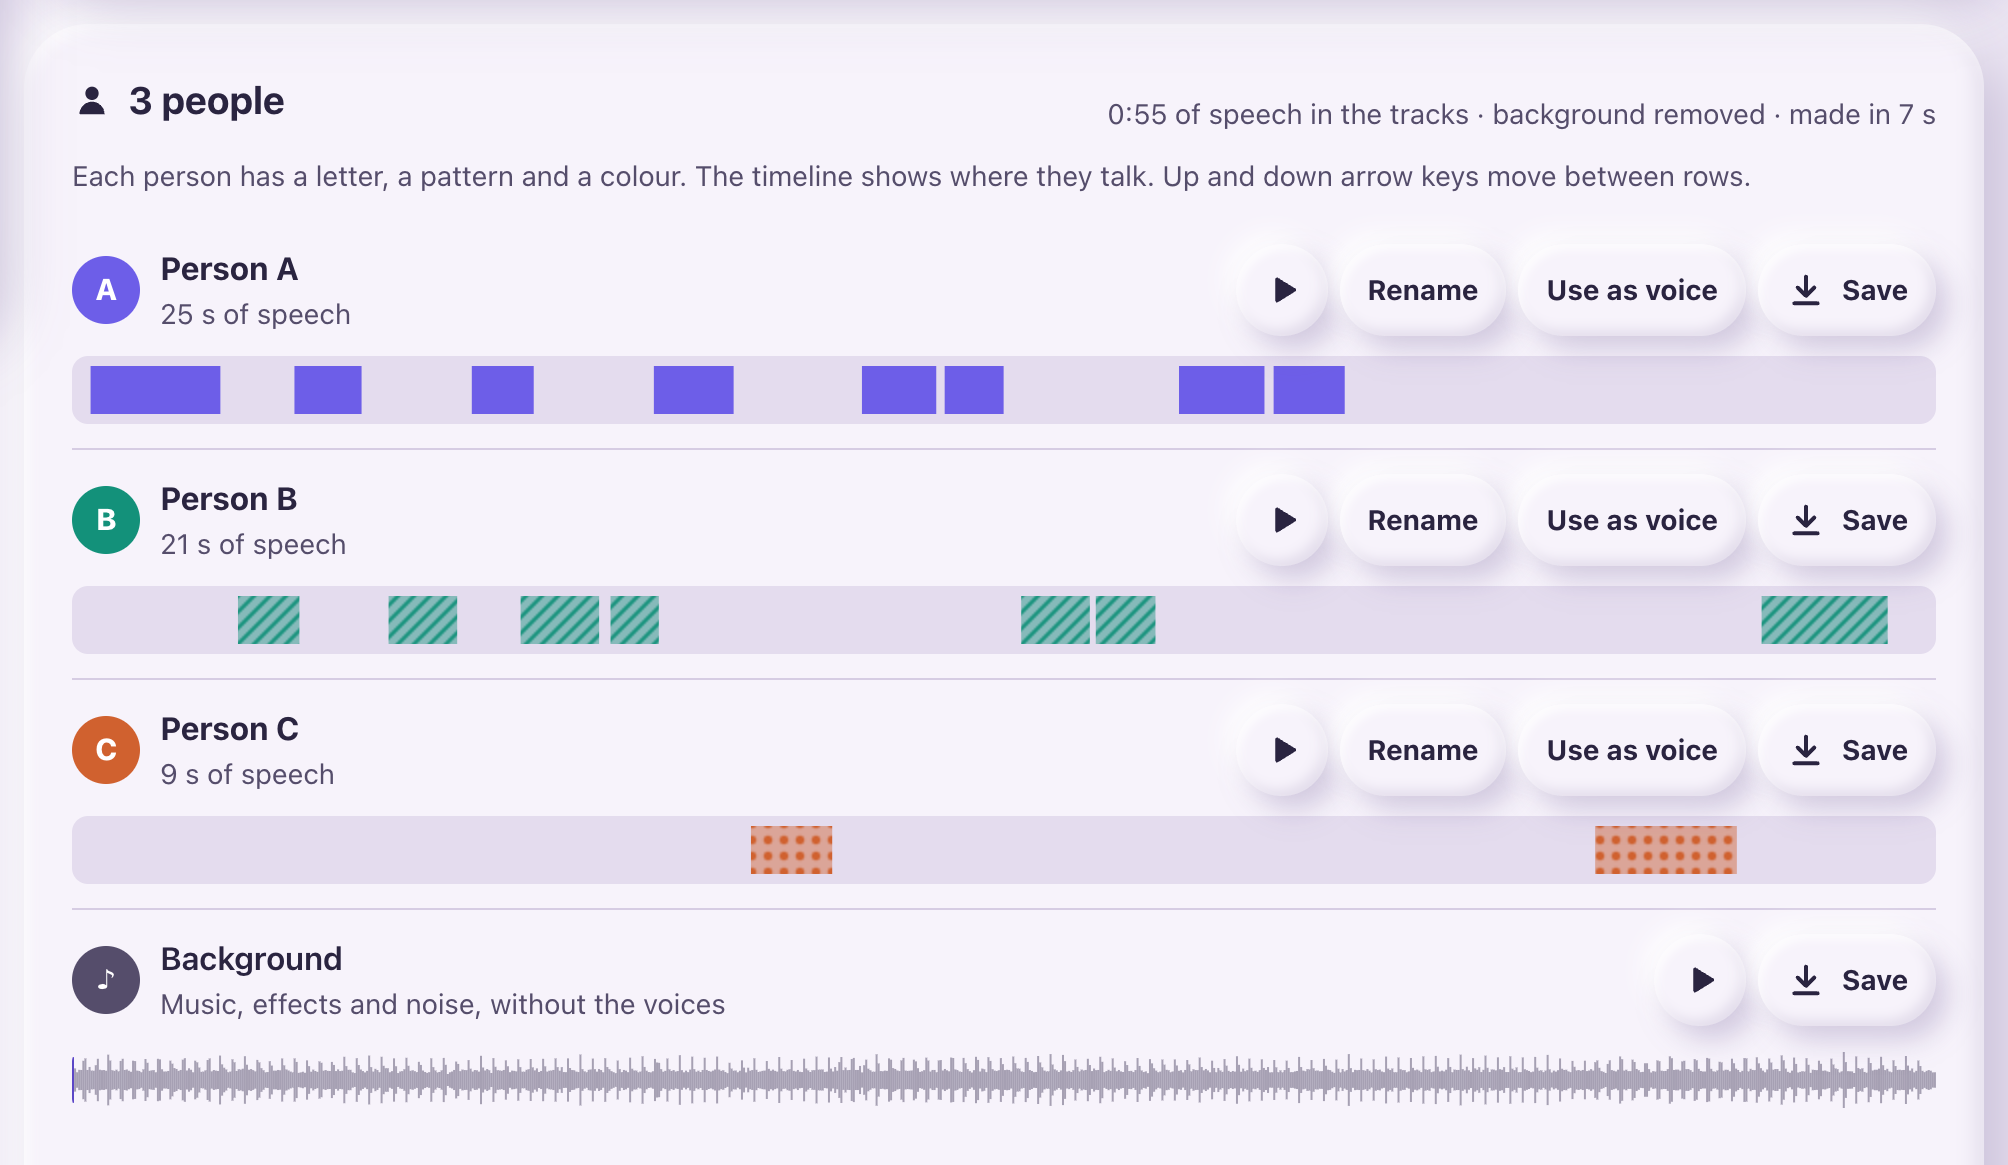 3 people
0:55 of speech in the tracks · background removed · made in 7 s
Each person has a letter, a pattern and a colour. The timeline shows where they talk. Up and down arrow keys move between rows.
A
Person A
25 s of speech
Rename
Use as voice
Save
B
Person B
21 s of speech
Rename
Use as voice
Save
C
Person C
9 s of speech
Rename
Use as voice
Save
Background
Music, effects and noise, without the voices
Save